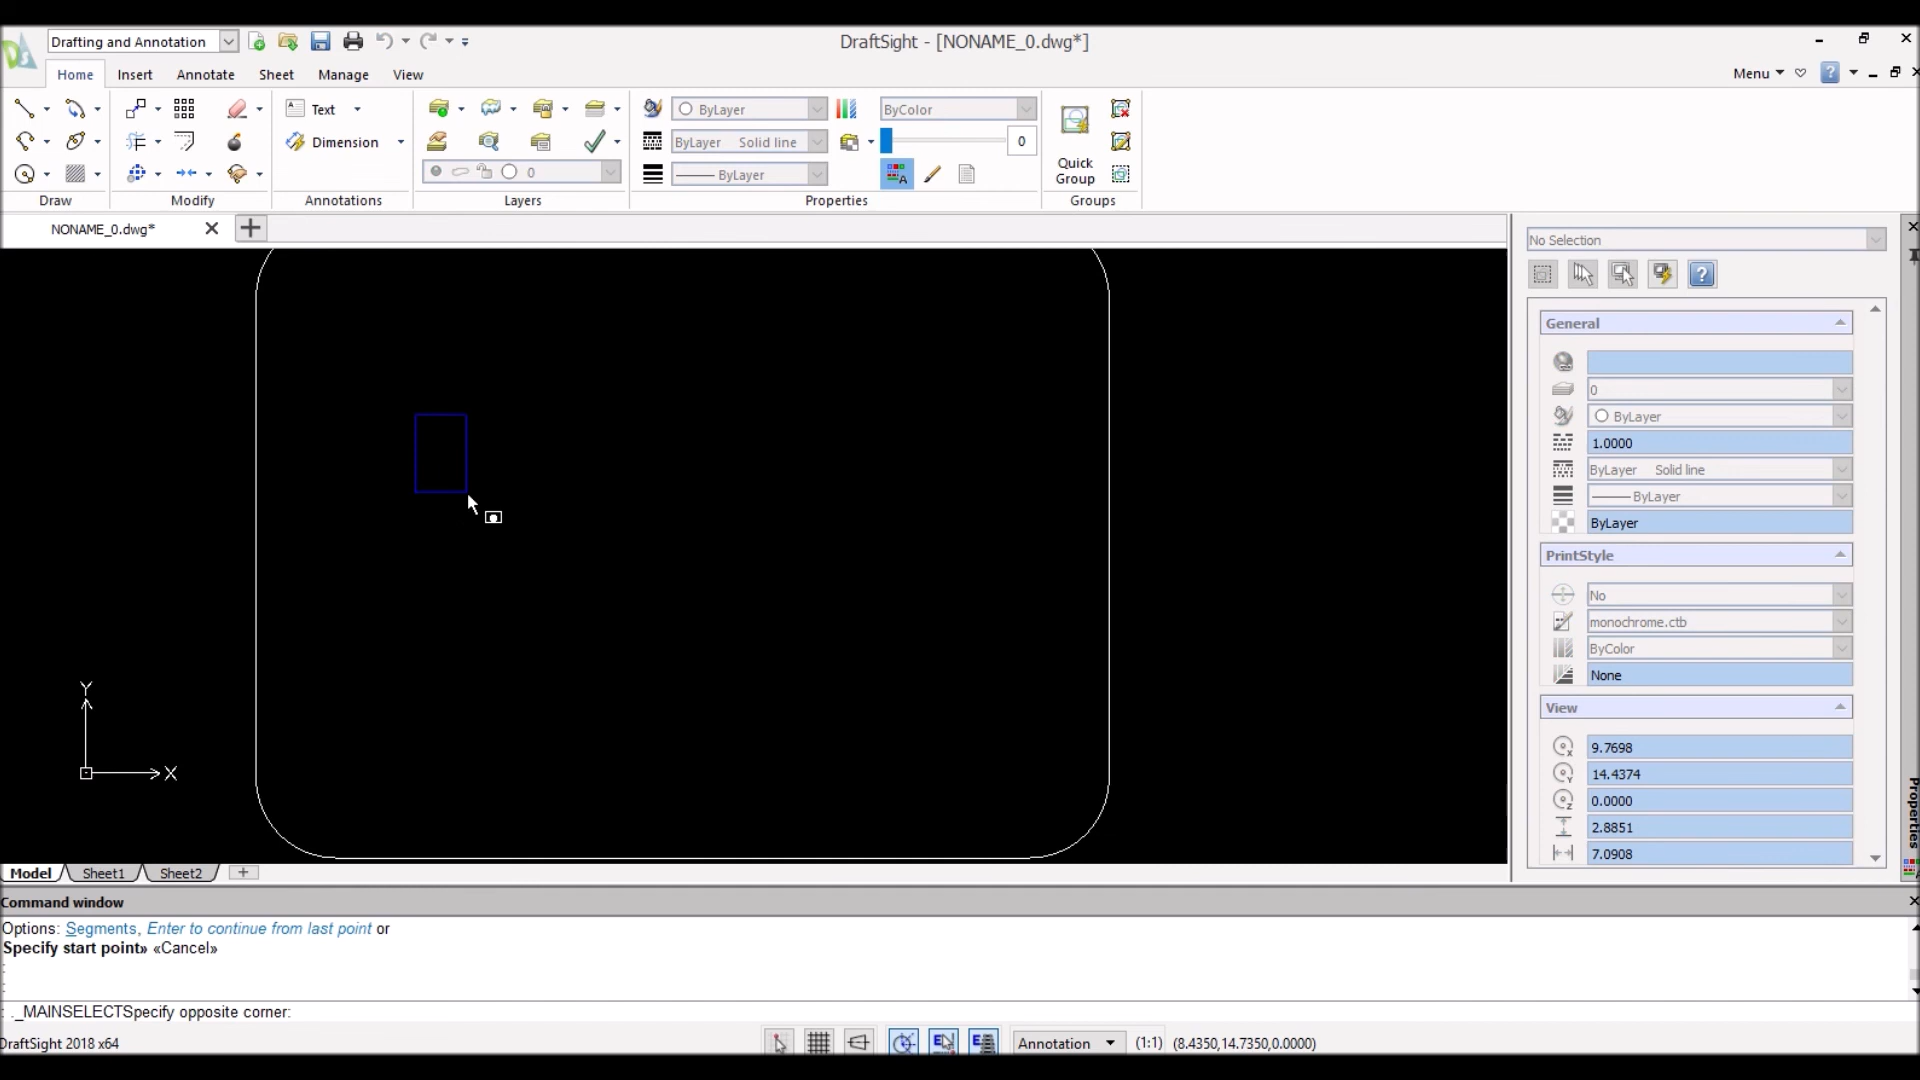 Drafting and Annotation
DraftSight - [NONAME_0.dwg*]
Home Insert Annotate Sheet Manage View
Menu
Text
ByLayer
ByColor
Dimension
ByLayer Solid line
0
Quick
Group
0
ByLayer
Draw Modify Annotations Layers Properties Groups
NONAME_0.dwg*
No Selection
General
0
ByLayer
1.0000
ByLayer Solid line
ByLayer
ByLayer
PrintStyle
No
monochrome.ctb
ByColor
None
View
9.7698
14.4374
0.0000
2.8851
7.0908
Properties
Y
X
Model Sheet1 Sheet2
Command window
Options: Segments, Enter to continue from last point or
Specify start point» «Cancel»
:
:
: ._MAINSELECTSpecify opposite corner:
DraftSight 2018 x64
Annotation (1:1) (8.4350,14.7350,0.0000)